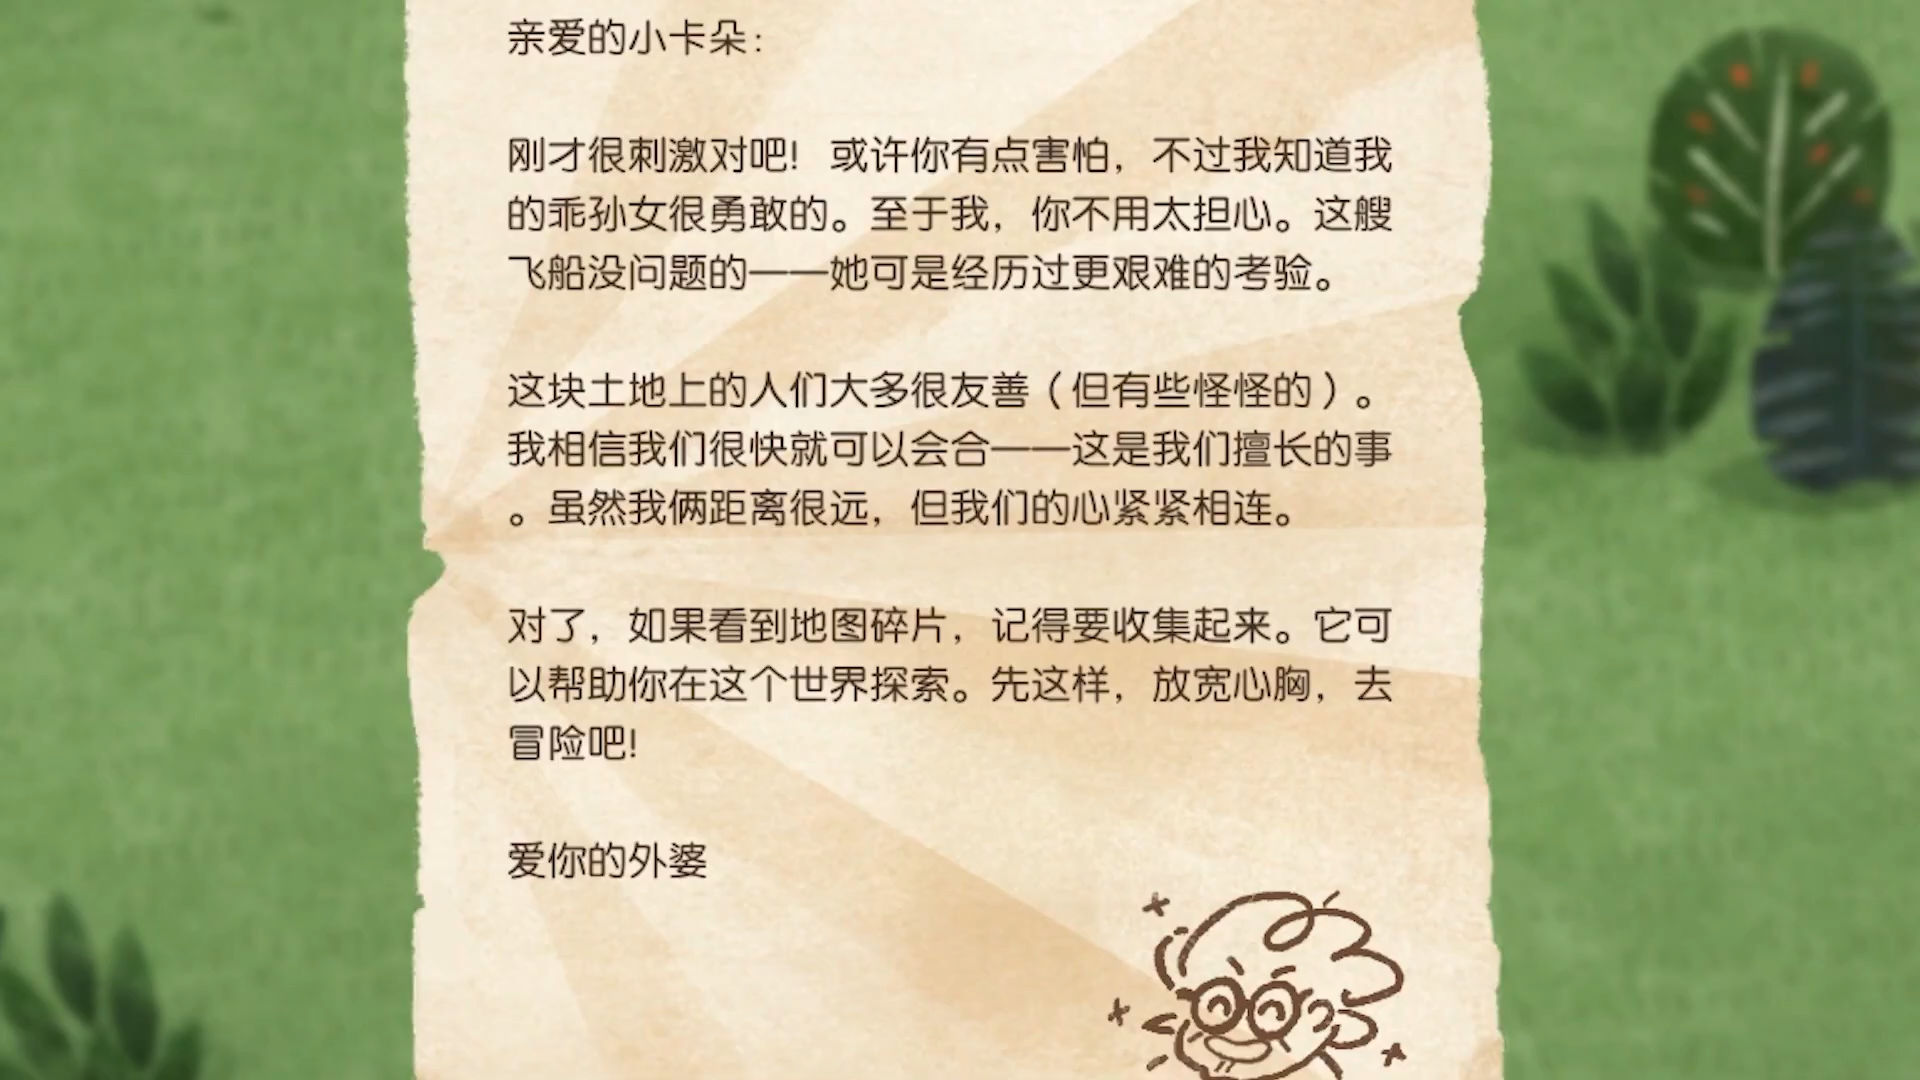 亲爱的小卡朵：
刚才很刺激对吧！或许你有点害怕，不过我知道我
的乖孙女很勇敢的。至于我，你不用太担心。这艘
飞船没问题的——她可是经历过更艰难的考验。
这块土地上的人们大多很友善（但有些怪怪的）。
我相信我们很快就可以会合——这是我们擅长的事
。虽然我俩距离很远，但我们的心紧紧相连。
对了，如果看到地图碎片，记得要收集起来。它可
以帮助你在这个世界探索。先这样，放宽心胸，去
冒险吧！
爱你的外婆